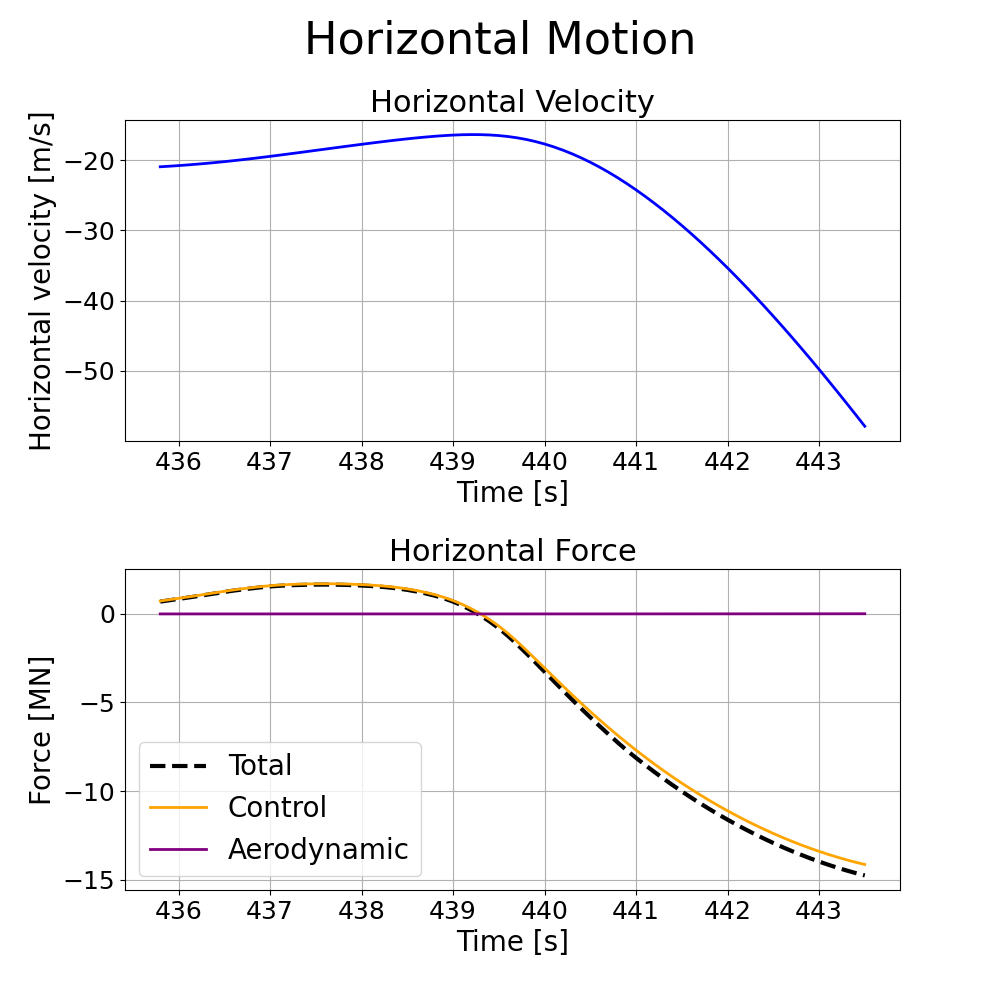 Horizontal Motion
Horizontal Velocity
Horizontal velocity [m/s]
−20
−30
−40
−50
436 437 438 439 440 441 442 443
Time [s]
Horizontal Force
Force [MN]
0
−5
−10
−15
Total
Control
Aerodynamic
436 437 438 439 440 441 442 443
Time [s]